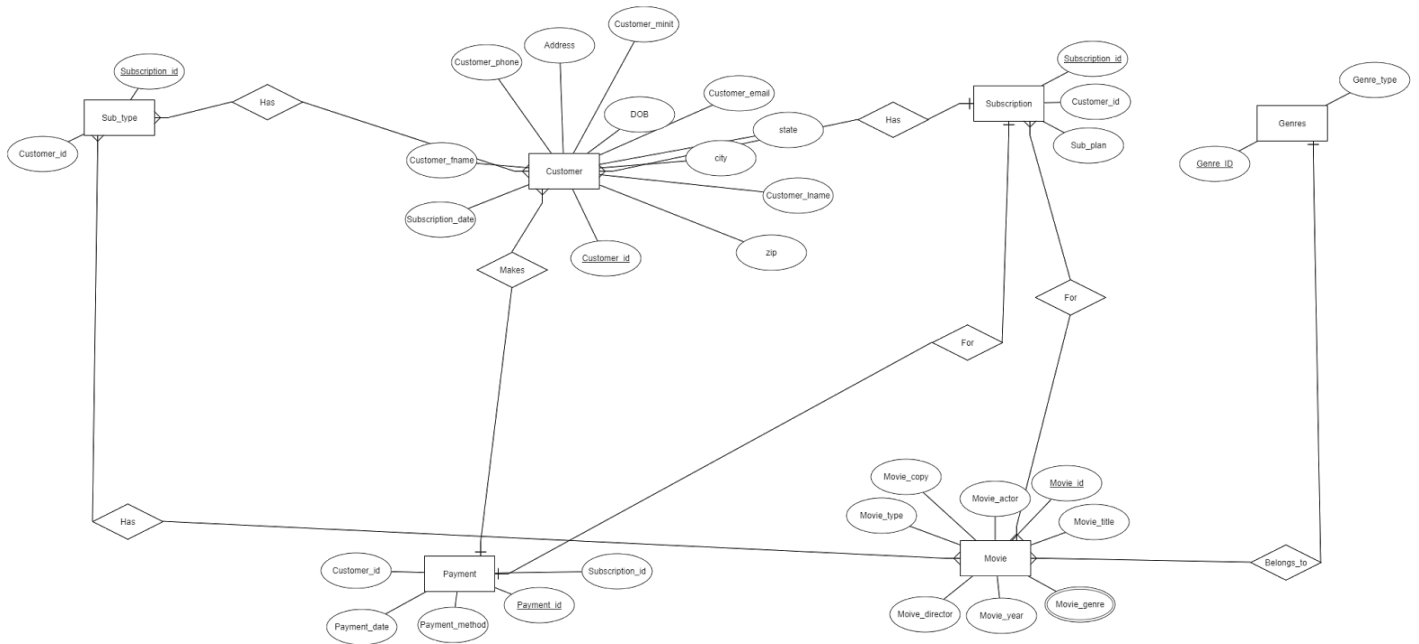 Customer_minit
Address
Customer_phone
Subscription_id
Subscription_id
Genre_type
Customer_email
Has
Customer_id
Sub_type
Subscription
DOB
Has
Genres
state
Customer_id
Sub_plan
city
Customer_fname
Genre_ID
Customer
Customer_lname
Subscription_date
zip
Customer_id
Makes
For
For
Movie_copy
Movie_id
Movie_actor
Movie_type
Has
Movie_title
Movie
Belongs_to
Customer_id
Payment
Subscription_id
Payment_id
Movie_genre
Moive_director
Movie_year
Payment_date
Payment_method